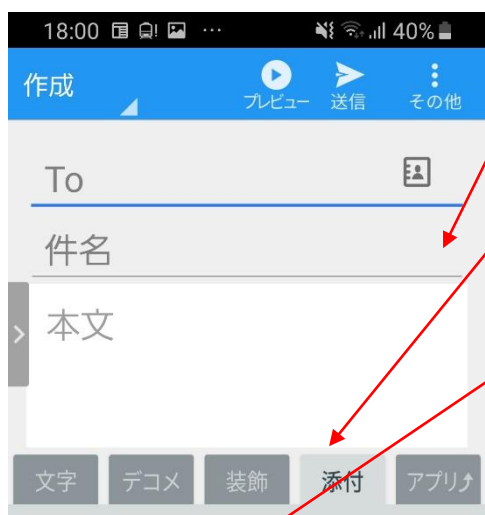 18:00 ... 40%
作成 プレビュー 送信 その他
To
件名
本文
文字 デコメ 装飾 添付 アプリ